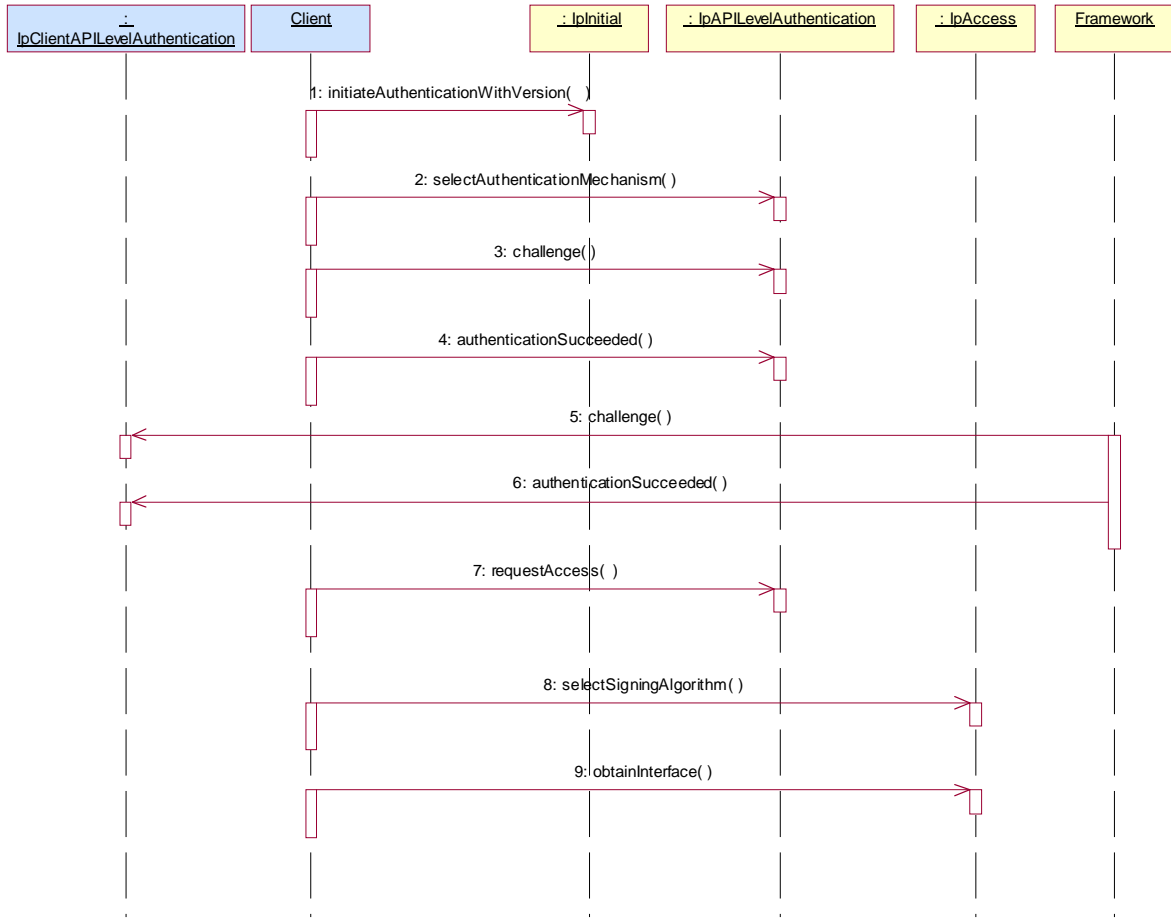 :
IpClientAPILevelAuthentication
Client
: IpInitial
: IpAPILevelAuthentication
: IpAccess
Framework
1: initiateAuthenticationWithVersion( )
2: selectAuthenticationMechanism( )
3: challenge( )
4: authenticationSucceeded( )
5: challenge( )
6: authenticationSucceeded( )
7: requestAccess( )
8: selectSigningAlgorithm( )
9: obtainInterface( )